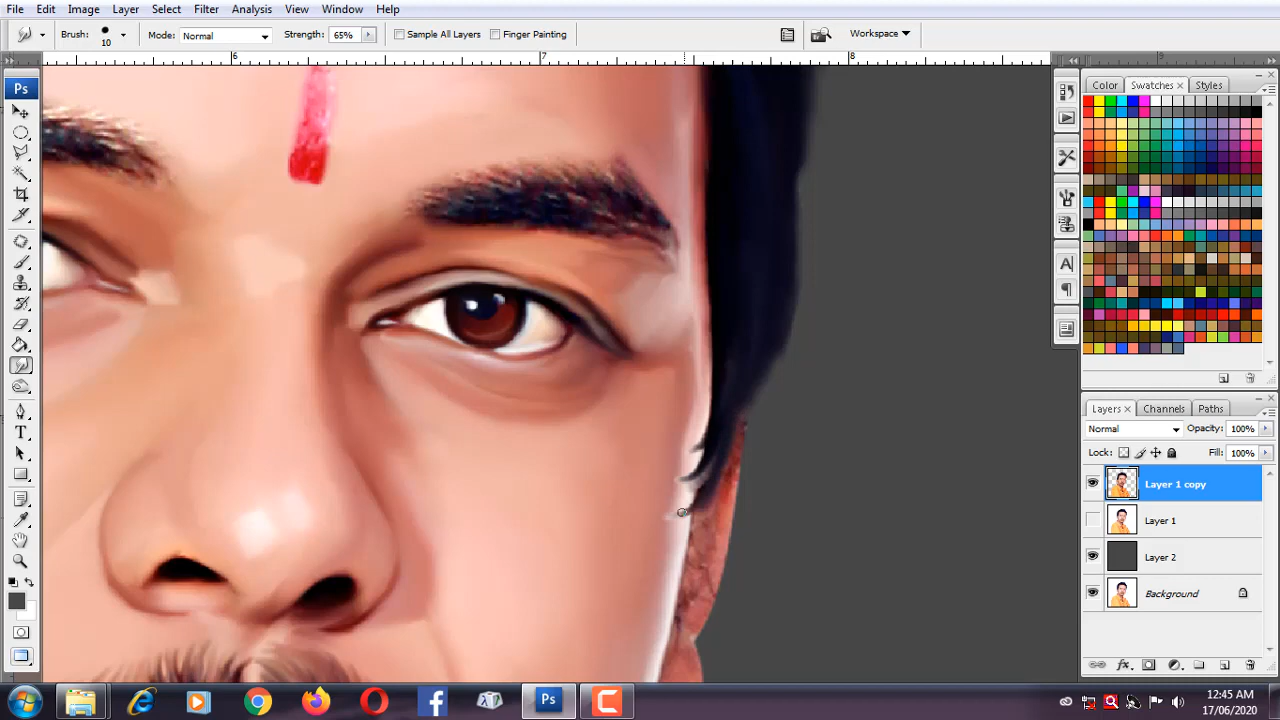 File Edit Image Layer Select Filter Analysis View Window Help
Brush: 10 Mode: Normal Strength: 65% Sample All Layers Finger Painting Workspace
6 7 8
Ps
Color Swatches Styles
Layers Channels Paths
Normal Opacity: 100%
Lock: Fill: 100%
Layer 1 copy
Layer 1
Layer 2
Background
T
A
fx
Ps
12:45 AM
17/06/2020